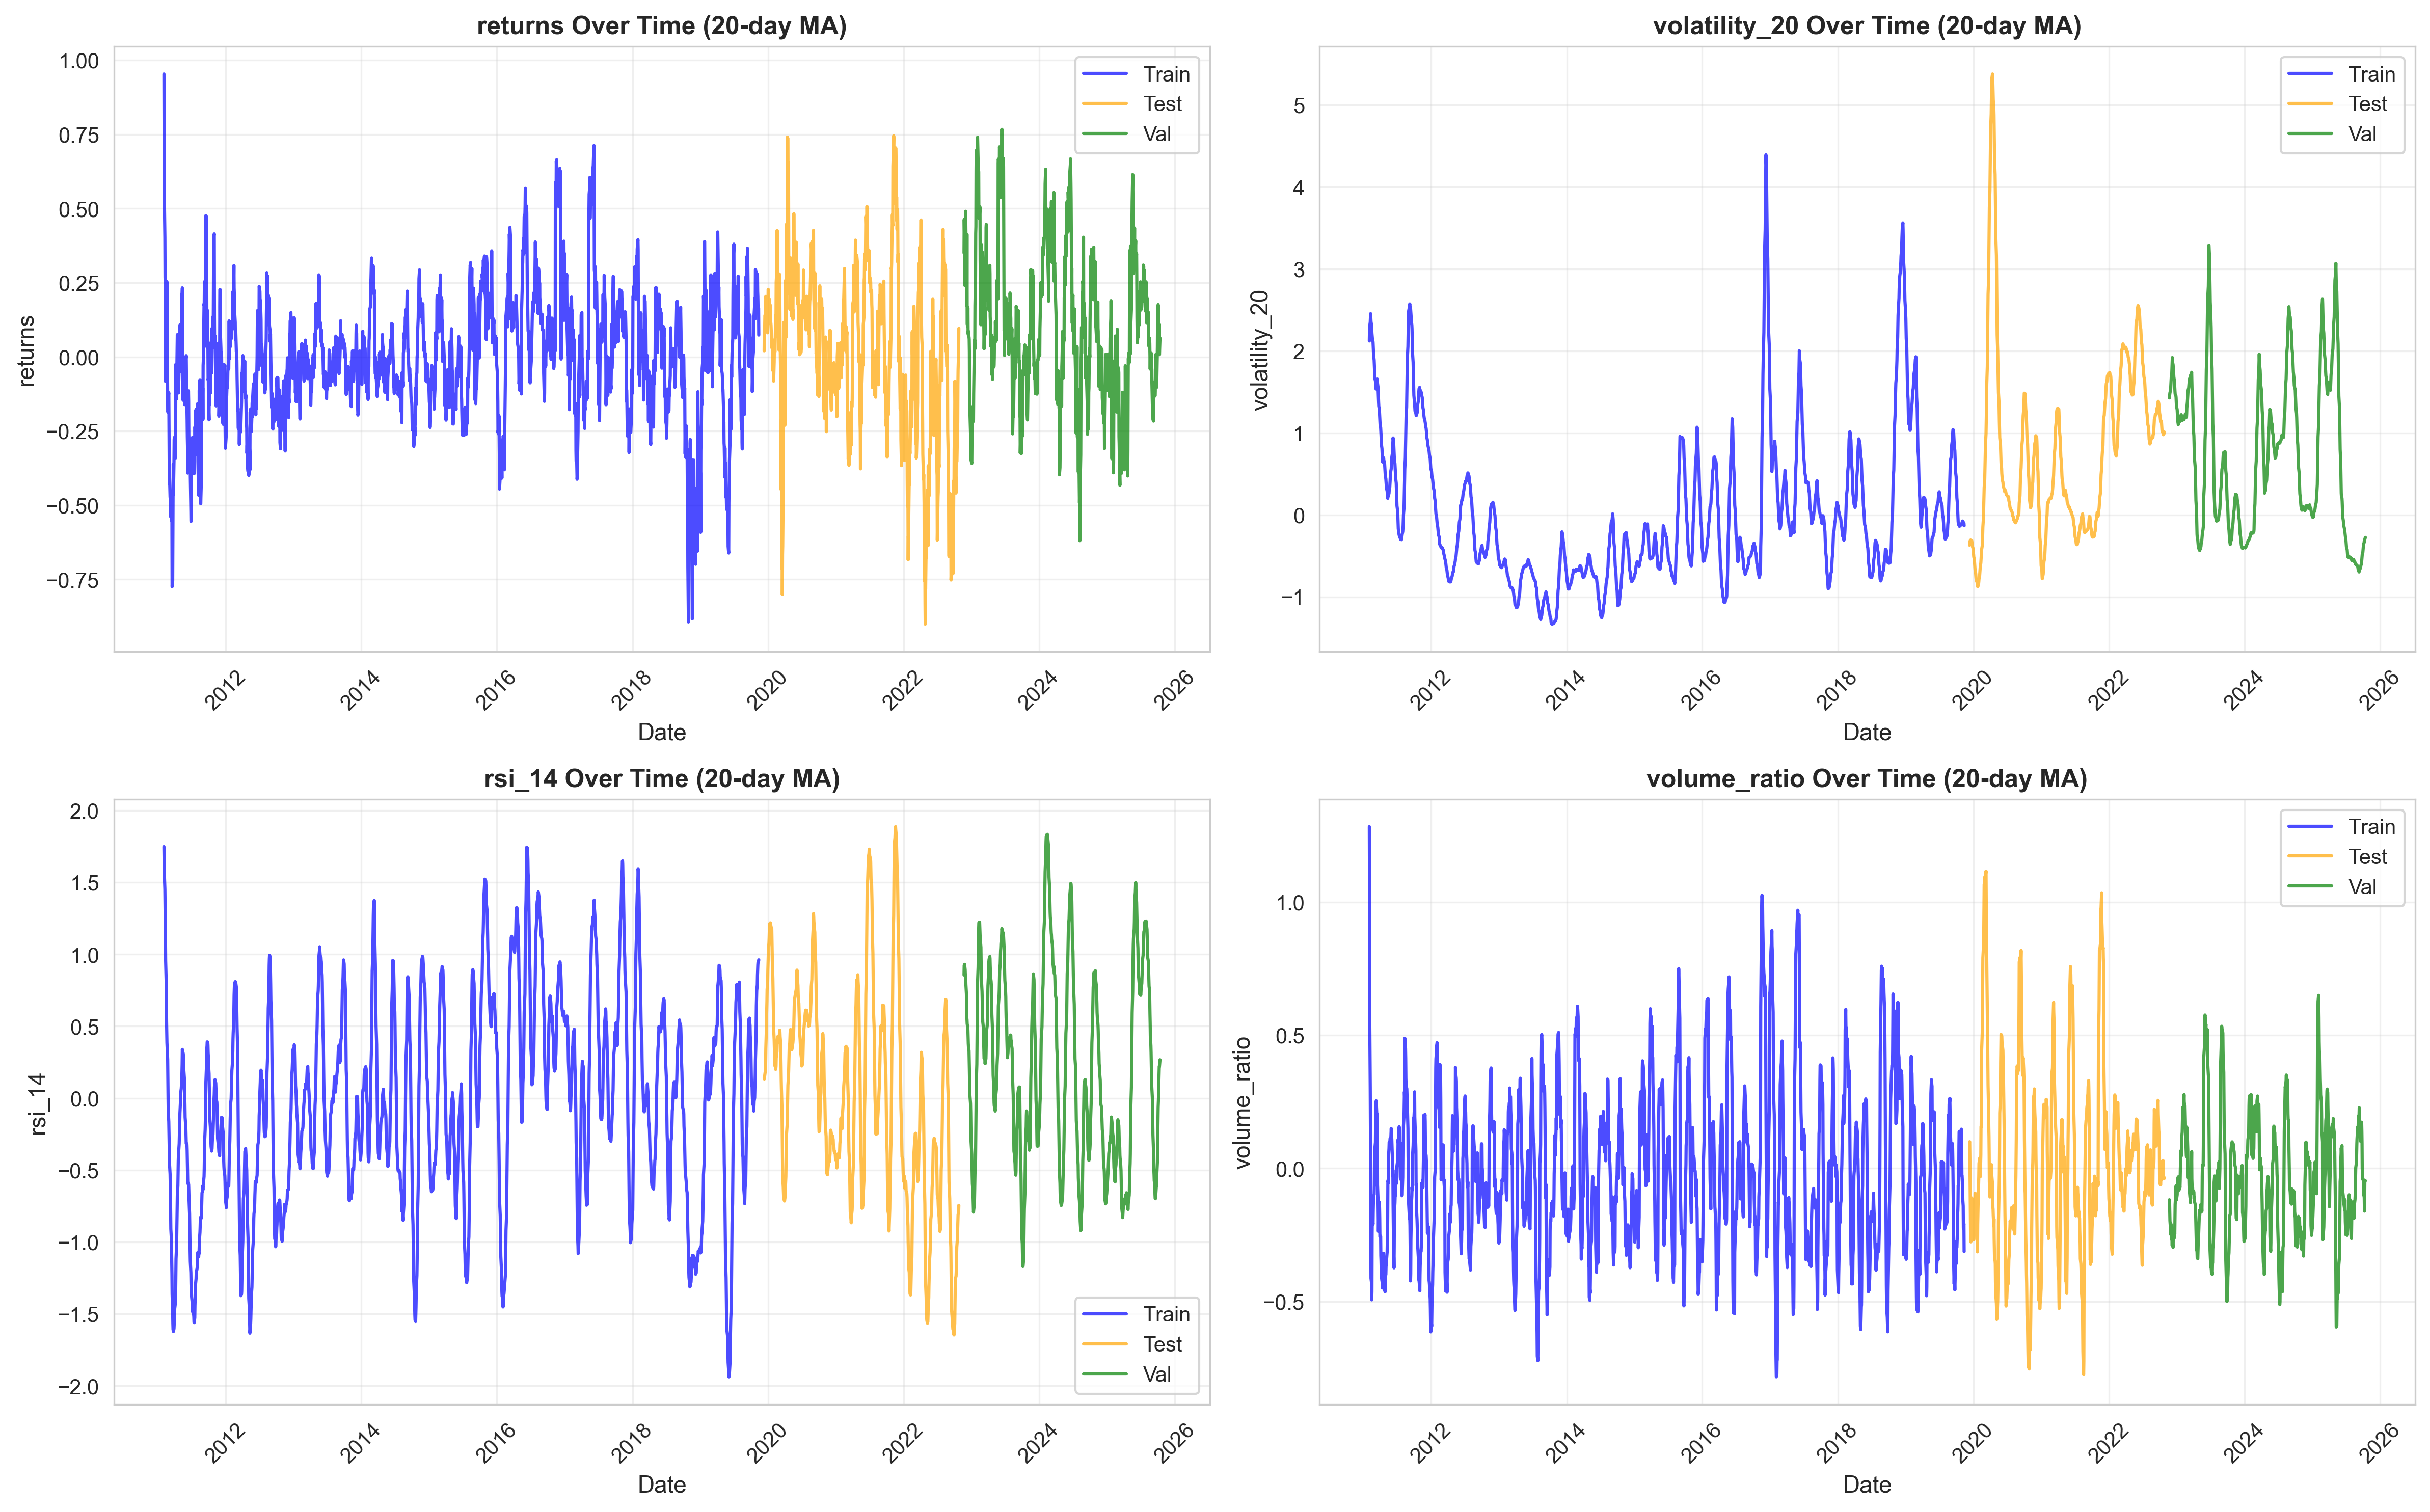 returns Over Time (20-day MA)
1.00
0.75
0.50
0.25
0.00
−0.25
−0.50
−0.75
returns
2012
2014
2016
2018
2020
2022
2024
2026
Date
Train
Test
Val
volatility_20 Over Time (20-day MA)
5
4
3
2
1
0
−1
volatility_20
2012
2014
2016
2018
2020
2022
2024
2026
Date
Train
Test
Val
rsi_14 Over Time (20-day MA)
2.0
1.5
1.0
0.5
0.0
−0.5
−1.0
−1.5
−2.0
rsi_14
2012
2014
2016
2018
2020
2022
2024
2026
Date
Train
Test
Val
volume_ratio Over Time (20-day MA)
1.0
0.5
0.0
−0.5
volume_ratio
2012
2014
2016
2018
2020
2022
2024
2026
Date
Train
Test
Val